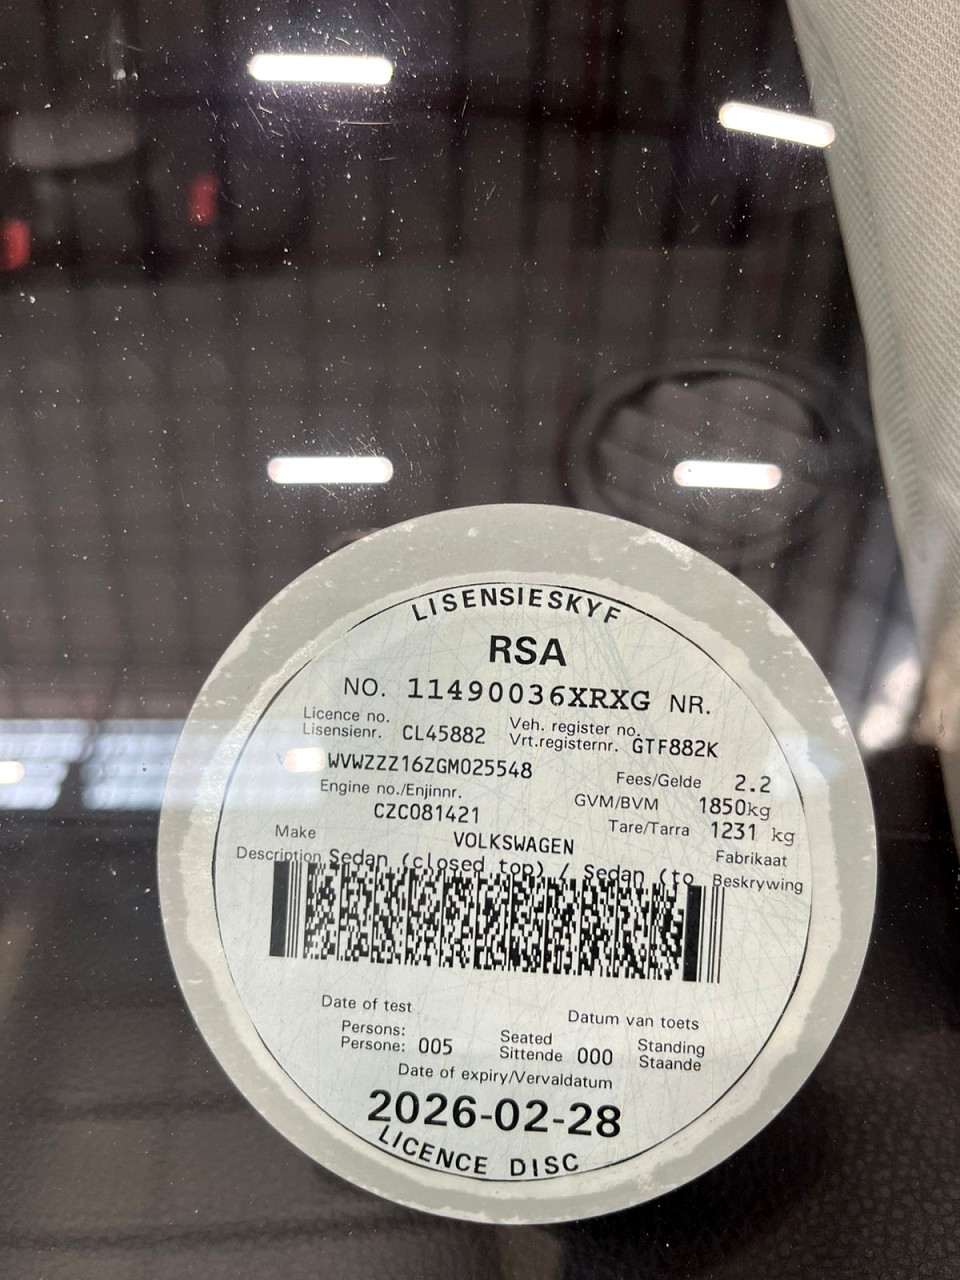 LISENSIESKYF
RSA
NO. 11490036XRXG NR.
Licence no.
Lisensienr. CL45882
Veh. register no.
Vrt.registernr. GTF882K
WVWZZZ16ZGM025548
Fees/Gelde 2.2
Engine no./Enjinnr.
CZC081421
GVM/BVM 1850kg
Tare/Tarra 1231 kg
Make VOLKSWAGEN Fabrikaat
Description Sedan (closed top) / Sedan (to Beskrywing
Date of test Datum van toets
Persons:
Persone: 005
Seated
Sittende 000
Standing
Staande
Date of expiry/Vervaldatum
2026-02-28
LICENCE DISC